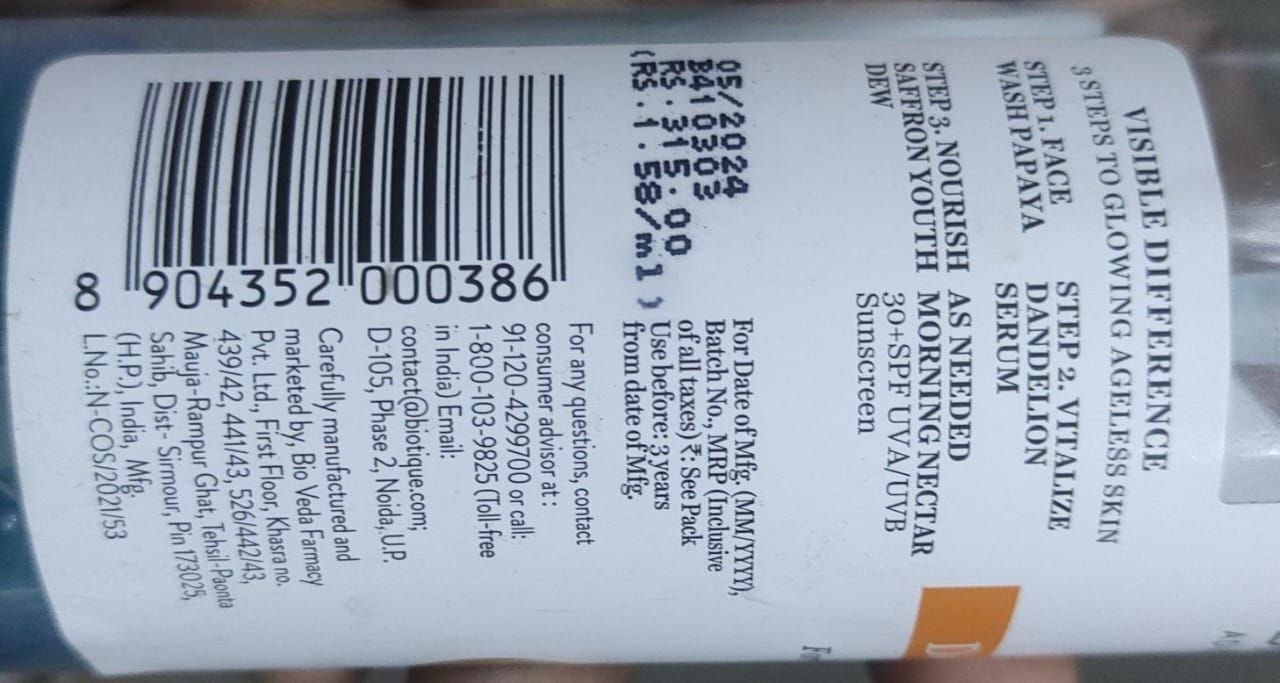 VISIBLE DIFFERENCE
3 STEPS TO GLOWING AGELESS SKIN
STEP 1. FACE
WASH PAPAYA
STEP 2. VITALIZE
DANDELION
SERUM
STEP 3. NOURISH
SAFFRON YOUTH
DEW
AS NEEDED
MORNING NECTAR
30+SPF UVA/UVB
Sunscreen
05/2024
B410303
RS.315.00
(RS.1.58/ml)
For Date of Mfg. (MM/YYYY),
Batch No., MRP (Inclusive
of all taxes) ₹: See Pack
Use before: 3 years
from date of Mfg.
For any questions, contact
consumer advisor at :
91-120-4299700 or call:
1-800-103-9825 (Toll-free
in India) Email:
contact@biotique.com;
D-105, Phase 2, Noida, U.P.
Carefully manufactured and
marketed by, Bio Veda Farmacy
Pvt. Ltd., First Floor, Khasra no.
439/42, 441/43, 526/442/43,
Mauja-Rampur Ghat, Tehsil-Paonta
Sahib, Dist- Sirmour, Pin 173025,
(H.P.), India, Mfg.
L.No.:N-COS/2021/53
8 904352 000386